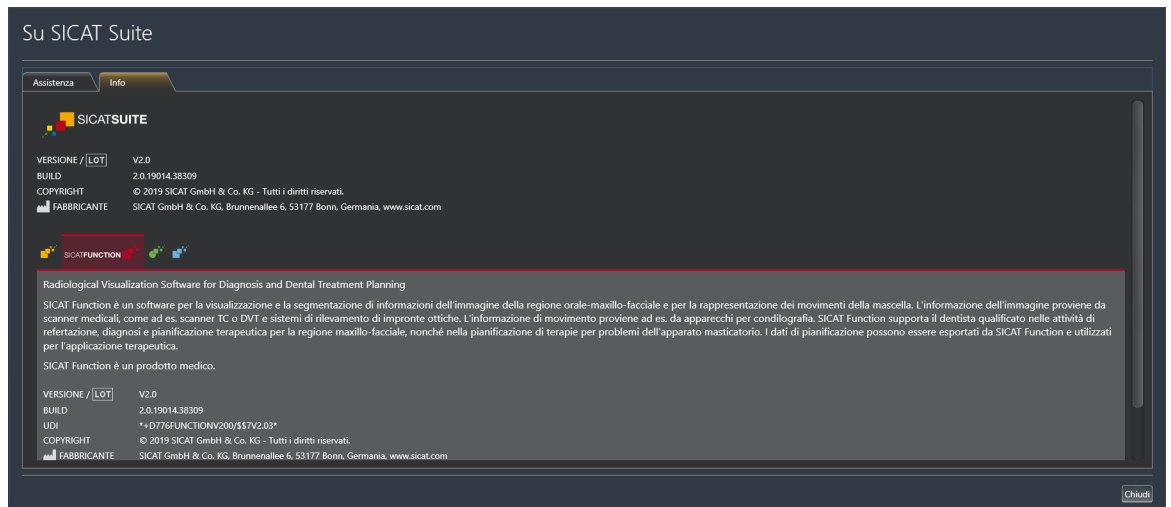 Su SICAT Suite
Assistenza Info
SICATSUITE
VERSIONE / LOT V2.0
BUILD 2.0.19014.38309
COPYRIGHT © 2019 SICAT GmbH & Co. KG - Tutti i diritti riservati.
FABBRICANTE SICAT GmbH & Co. KG, Brunnenallee 6, 53177 Bonn, Germania, www.sicat.com
SICATFUNCTION
Radiological Visualization Software for Diagnosis and Dental Treatment Planning
SICAT Function è un software per la visualizzazione e la segmentazione di informazioni dell'immagine della regione orale-maxillo-facciale e per la rappresentazione dei movimenti della mascella. L'informazione dell'immagine proviene da
scanner medicali, come ad es. scanner TC o DVT e sistemi di rilevamento di impronte ottiche. L'informazione di movimento proviene ad es. da apparecchi per condilografia. SICAT Function supporta il dentista qualificato nelle attività di
refertazione, diagnosi e pianificazione terapeutica per la regione maxillo-facciale, nonché nella pianificazione di terapie per problemi dell'apparato masticatorio. I dati di pianificazione possono essere esportati da SICAT Function e utilizzati
per l'applicazione terapeutica.
SICAT Function è un prodotto medico.
VERSIONE / LOT V2.0
BUILD 2.0.19014.38309
UDI *+D776FUNCTIONV200/$$7V2.03*
COPYRIGHT © 2019 SICAT GmbH & Co. KG - Tutti i diritti riservati.
FABBRICANTE SICAT GmbH & Co. KG, Brunnenallee 6, 53177 Bonn, Germania, www.sicat.com
Chiudi